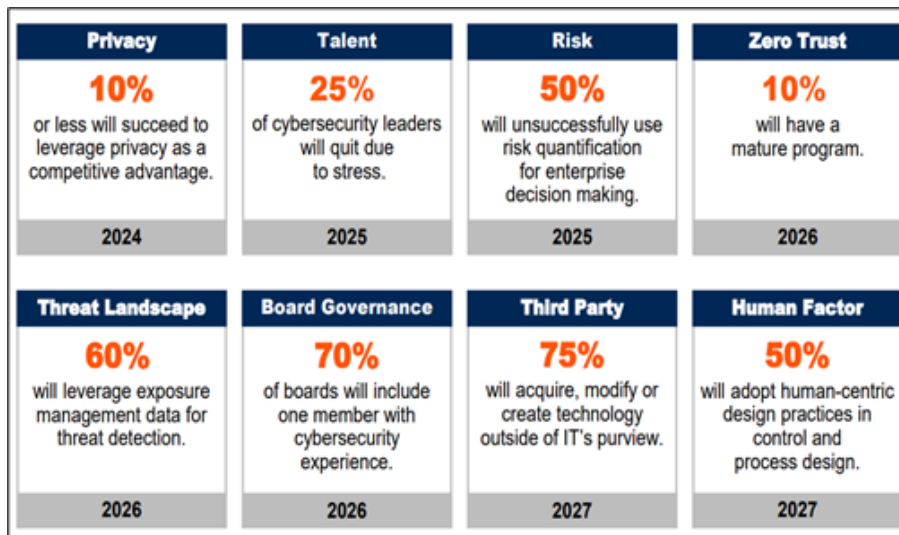 Privacy
10%
or less will succeed to
leverage privacy as a
competitive advantage.
2024
Talent
25%
of cybersecurity leaders
will quit due
to stress.
2025
Risk
50%
will unsuccessfully use
risk quantification
for enterprise
decision making.
2025
Zero Trust
10%
will have a
mature program.
2026
Threat Landscape
60%
will leverage exposure
management data for
threat detection.
2026
Board Governance
70%
of boards will include
one member with
cybersecurity
experience.
2026
Third Party
75%
will acquire, modify or
create technology
outside of IT's purview.
2027
Human Factor
50%
will adopt human-centric
design practices in
control and
process design.
2027